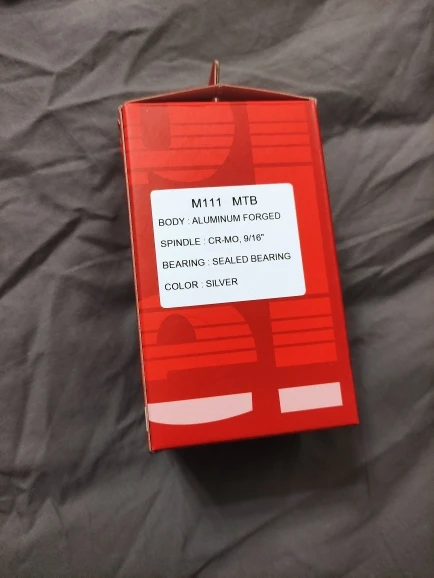 M111 MTB
BODY : ALUMINUM FORGED
SPINDLE : CR-MO, 9/16"
BEARING : SEALED BEARING
COLOR : SILVER